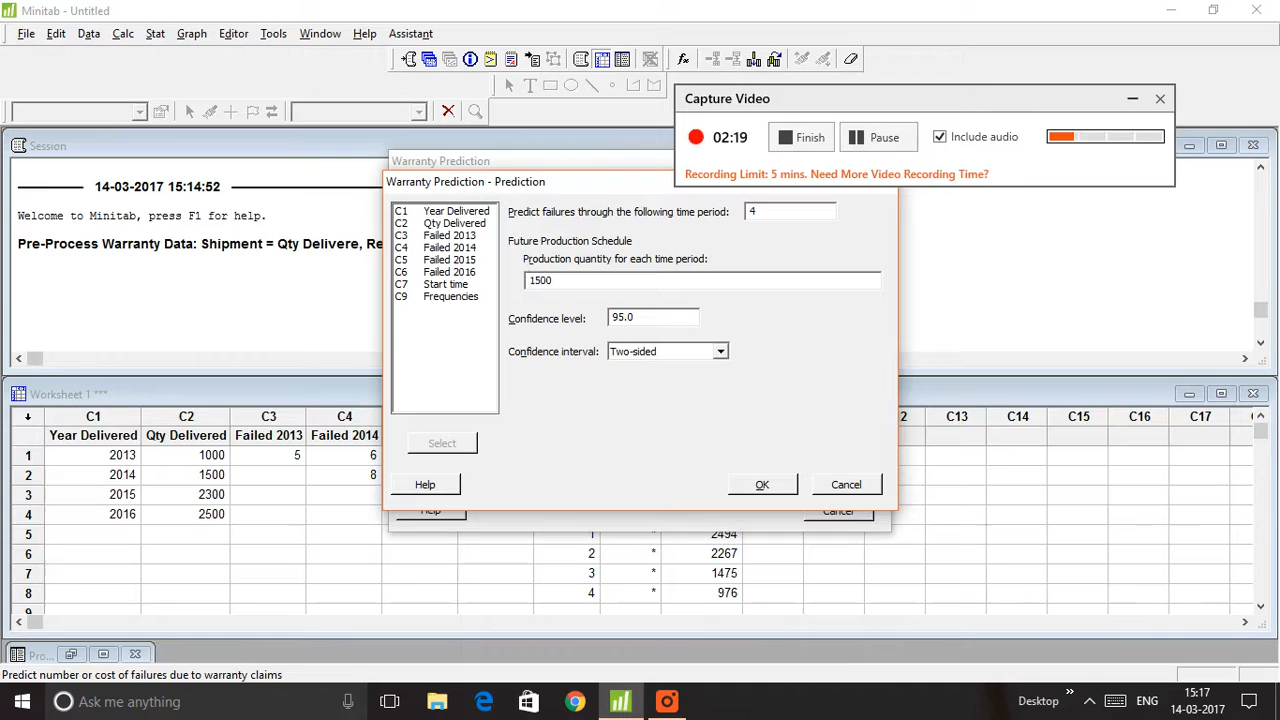 Minitab - Untitled
File Edit Data Calc Stat Graph Editor Tools Window Help Assistant
Capture Video
02:19 Finish Pause Include audio
Recording Limit: 5 mins. Need More Video Recording Time?
Session
14-03-2017 15:14:52
Welcome to Minitab, press F1 for help.
Pre-Process Warranty Data: Shipment = Qty Delivere, Re
Warranty Prediction
Warranty Prediction - Prediction
C1 Year Delivered
C2 Qty Delivered
C3 Failed 2013
C4 Failed 2014
C5 Failed 2015
C6 Failed 2016
C7 Start time
C9 Frequencies
Predict failures through the following time period: 4
Future Production Schedule
Production quantity for each time period:
1500
Confidence level: 95.0
Confidence interval: Two-sided
Select
Help OK Cancel
Help Cancel
Worksheet 1 ***
C1 C2 C3 C4 2 C13 C14 C15 C16 C17
Year Delivered Qty Delivered Failed 2013 Failed 2014
1 2013 1000 5 6
2 2014 1500 8
3 2015 2300
4 2016 2500
5 1 * 2494
6 2 * 2267
7 3 * 1475
8 4 * 976
9
Pro...
Predict number or cost of failures due to warranty claims
Ask me anything
Desktop » ENG 15:17
14-03-2017